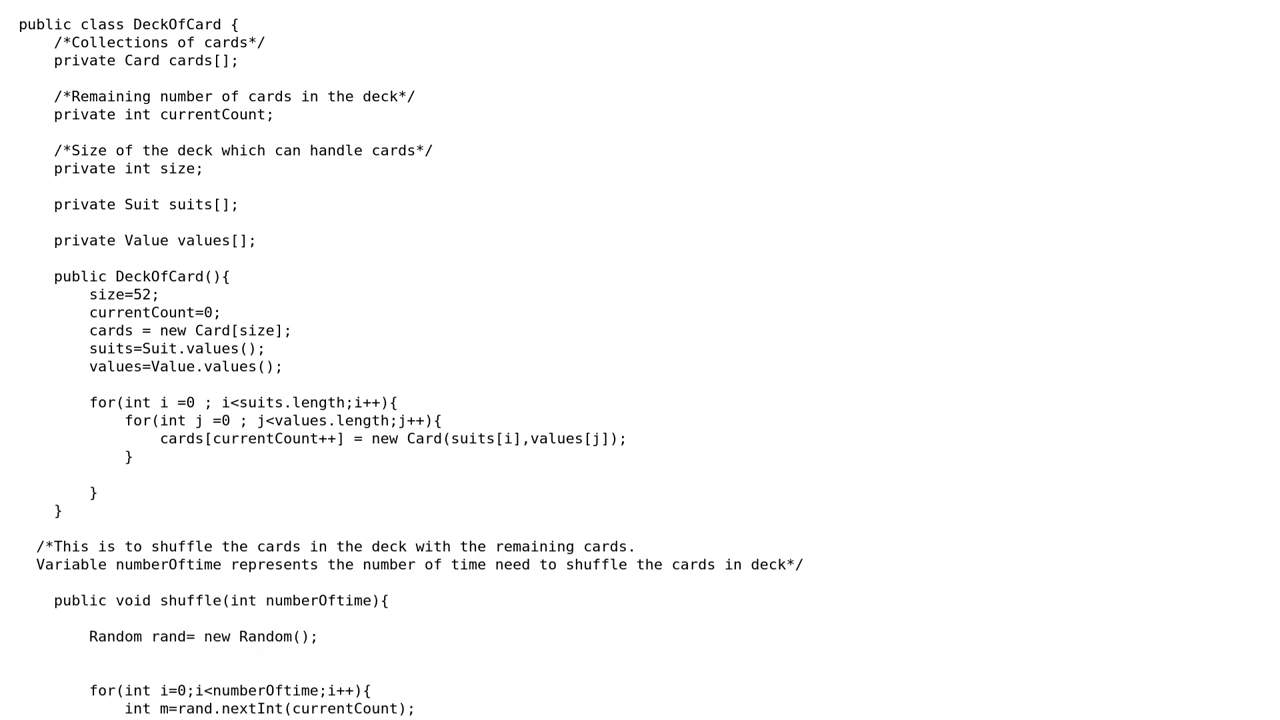 public class DeckOfCard {
    /*Collections of cards*/
    private Card cards[];

    /*Remaining number of cards in the deck*/
    private int currentCount;

    /*Size of the deck which can handle cards*/
    private int size;

    private Suit suits[];

    private Value values[];

    public DeckOfCard(){
        size=52;
        currentCount=0;
        cards = new Card[size];
        suits=Suit.values();
        values=Value.values();

        for(int i =0 ; i<suits.length;i++){
            for(int j =0 ; j<values.length;j++){
                cards[currentCount++] = new Card(suits[i],values[j]);
            }

        }
    }

  /*This is to shuffle the cards in the deck with the remaining cards.
  Variable numberOftime represents the number of time need to shuffle the cards in deck*/

    public void shuffle(int numberOftime){

        Random rand= new Random();


        for(int i=0;i<numberOftime;i++){
            int m=rand.nextInt(currentCount);